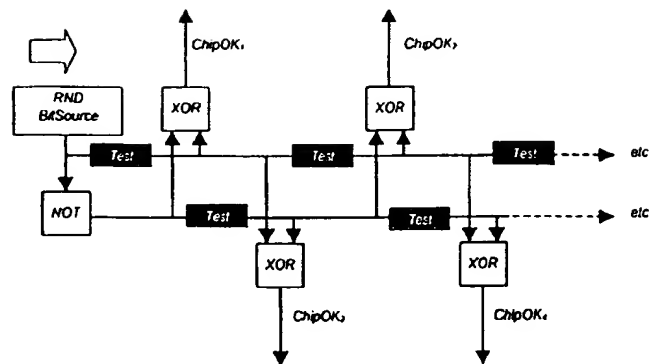 ChipOK₁
ChipOK₃
RND
BitSource
XOR
XOR
Test
Test
Test
etc
NOT
Test
Test
etc
XOR
XOR
ChipOK₂
ChipOK₄